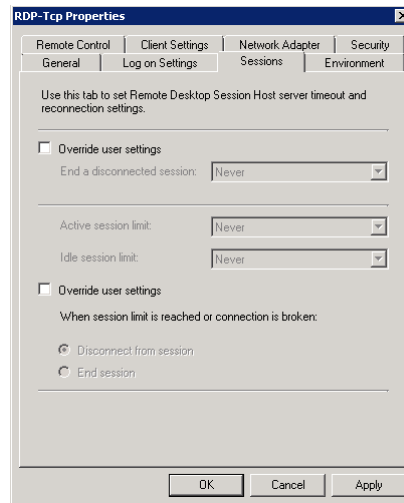 RDP-Tcp Properties
Remote Control Client Settings Network Adapter Security
General Log on Settings Sessions Environment
Use this tab to set Remote Desktop Session Host server timeout and
reconnection settings.
Override user settings
End a disconnected session: Never
Active session limit: Never
Idle session limit: Never
Override user settings
When session limit is reached or connection is broken:
Disconnect from session
End session
OK Cancel Apply